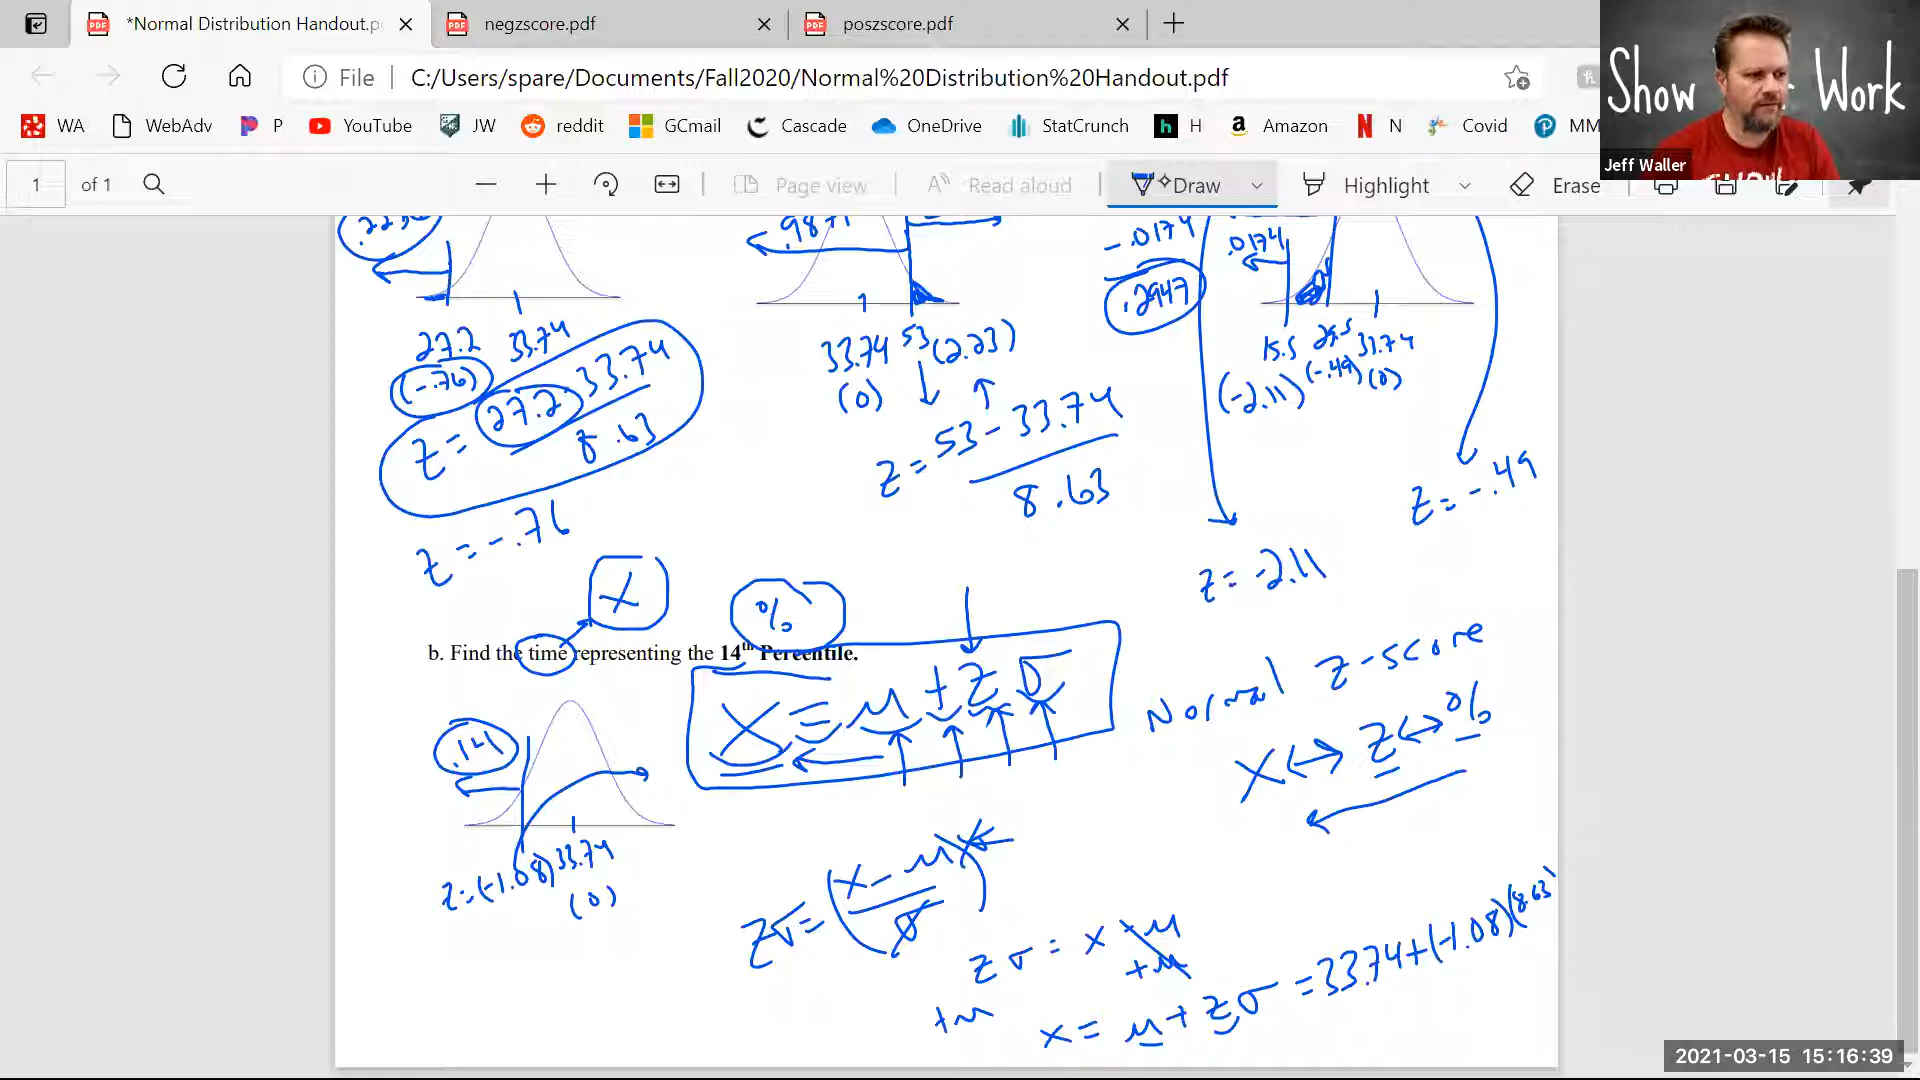 *Normal Distribution Handout.p
negzscore.pdf
poszscore.pdf
File
C:/Users/spare/Documents/Fall2020/Normal%20Distribution%20Handout.pdf
WA
WebAdv
P
YouTube
JW
reddit
GCmail
Cascade
OneDrive
StatCrunch
H
Amazon
N
Covid
MM
Show Work
Jeff Waller
1
of 1
Page view
Read aloud
Draw
Highlight
Erase
27.2 33.74
(-.76)
z = 27.2 33.74
8.63
z = -.76
33.74 53 (2.23)
(0)
z = 53 - 33.74
8.63
-.0174
.2947
.0174
15.5 29.5 33.74
(-2.11) (-.49) (0)
z = -2.11
z = -.49
X
%
b. Find the time representing the 14th Percentile.
X = μ + z σ
Normal z-score
X ↔ z ↔ %
.14
z = (-1.08) 33.74
(0)
zσ = (x - μ / σ)
zσ = x - μ
+μ +μ
x = μ + zσ = 33.74 + (-1.08)(8.63)
2021-03-15 15:16:39